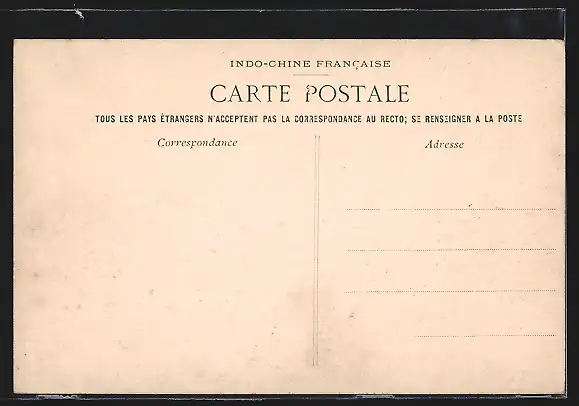 INDO-CHINE FRANÇAISE
CARTE POSTALE
TOUS LES PAYS ÉTRANGERS N'ACCEPTENT PAS LA CORRESPONDANCE AU RECTO; SE RENSEIGNER A LA POSTE
Correspondance
Adresse